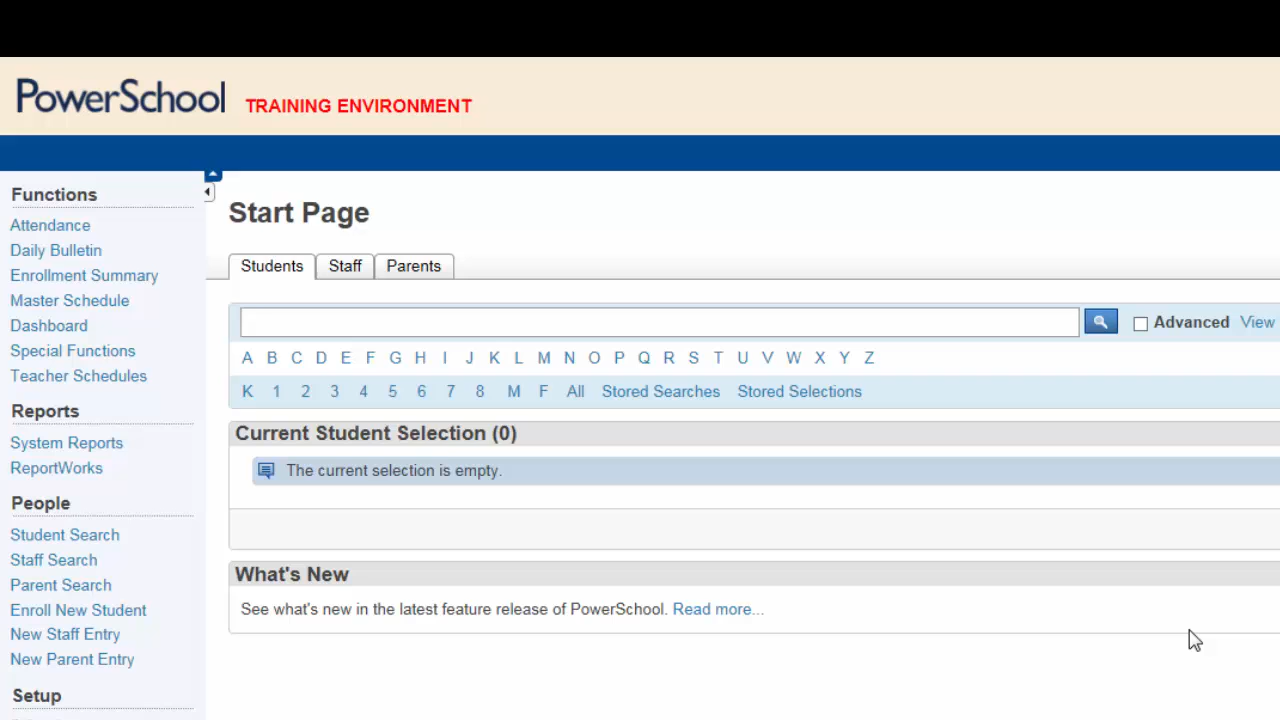 PowerSchool TRAINING ENVIRONMENT
Functions
Attendance
Daily Bulletin
Enrollment Summary
Master Schedule
Dashboard
Special Functions
Teacher Schedules
Reports
System Reports
ReportWorks
People
Student Search
Staff Search
Parent Search
Enroll New Student
New Staff Entry
New Parent Entry
Setup
Start Page
Students Staff Parents
Advanced View
A B C D E F G H I J K L M N O P Q R S T U V W X Y Z
K 1 2 3 4 5 6 7 8 M F All Stored Searches Stored Selections
Current Student Selection (0)
The current selection is empty.
What's New
See what's new in the latest feature release of PowerSchool. Read more...